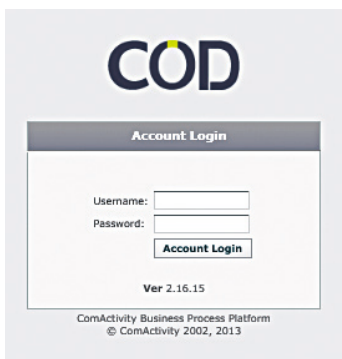 COD
Account Login
Username:
Password:
Account Login
Ver 2.16.15
ComActivity Business Process Platform
© ComActivity 2002, 2013